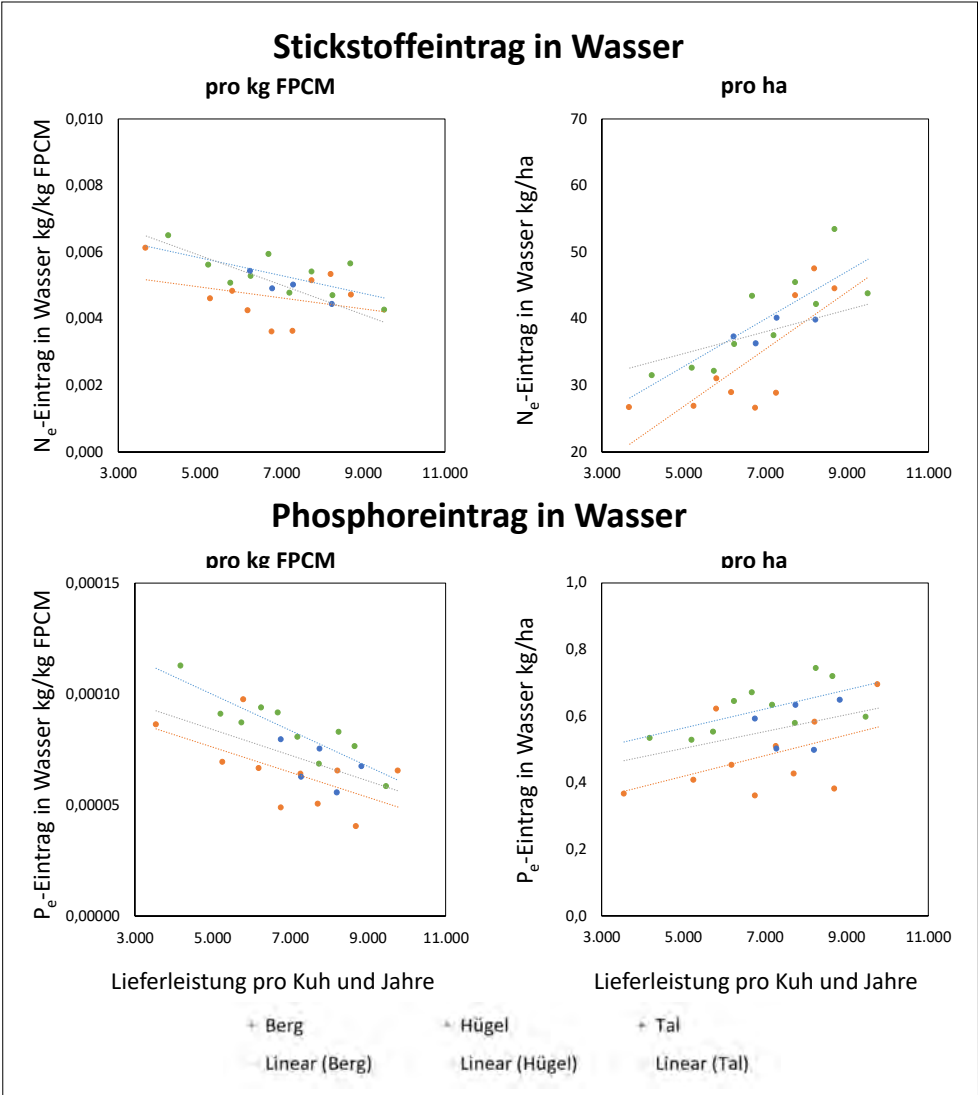 Stickstoffeintrag in Wasser
pro kg FPCM
pro ha
Ne-Eintrag in Wasser kg/kg FPCM
0,010
0,008
0,006
0,004
0,002
0,000
3.000 5.000 7.000 9.000 11.000
Ne-Eintrag in Wasser kg/ha
70
60
50
40
30
20
3.000 5.000 7.000 9.000 11.000
Phosphoreintrag in Wasser
pro kg FPCM
pro ha
Pe-Eintrag in Wasser kg/kg FPCM
0,00015
0,00010
0,00005
0,00000
3.000 5.000 7.000 9.000 11.000
Pe-Eintrag in Wasser kg/ha
1,0
0,8
0,6
0,4
0,2
0,0
3.000 5.000 7.000 9.000 11.000
Lieferleistung pro Kuh und Jahre
Lieferleistung pro Kuh und Jahre
Berg Hügel Tal
Linear (Berg) Linear (Hügel) Linear (Tal)